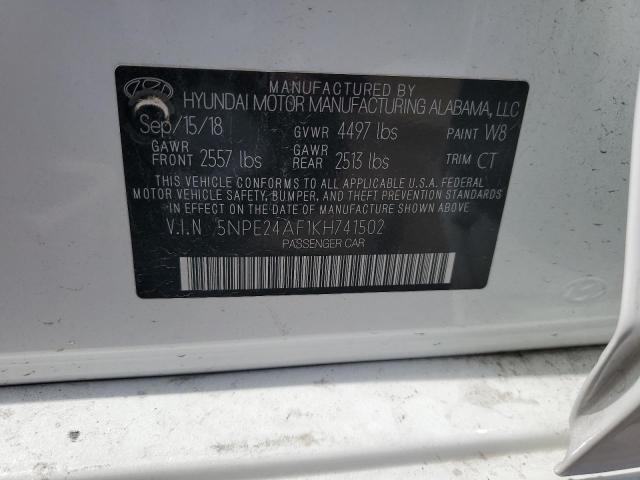 MANUFACTURED BY
HYUNDAI MOTOR MANUFACTURING ALABAMA, LLC
Sep/15/18 GVWR 4497 lbs PAINT W8
GAWR FRONT 2557 lbs GAWR REAR 2513 lbs TRIM CT
THIS VEHICLE CONFORMS TO ALL APPLICABLE U.S.A. FEDERAL
MOTOR VEHICLE SAFETY, BUMPER, AND THEFT PREVENTION STANDARDS
IN EFFECT ON THE DATE OF MANUFACTURE SHOWN ABOVE.
V.I.N 5NPE24AF1KH741502
PASSENGER CAR